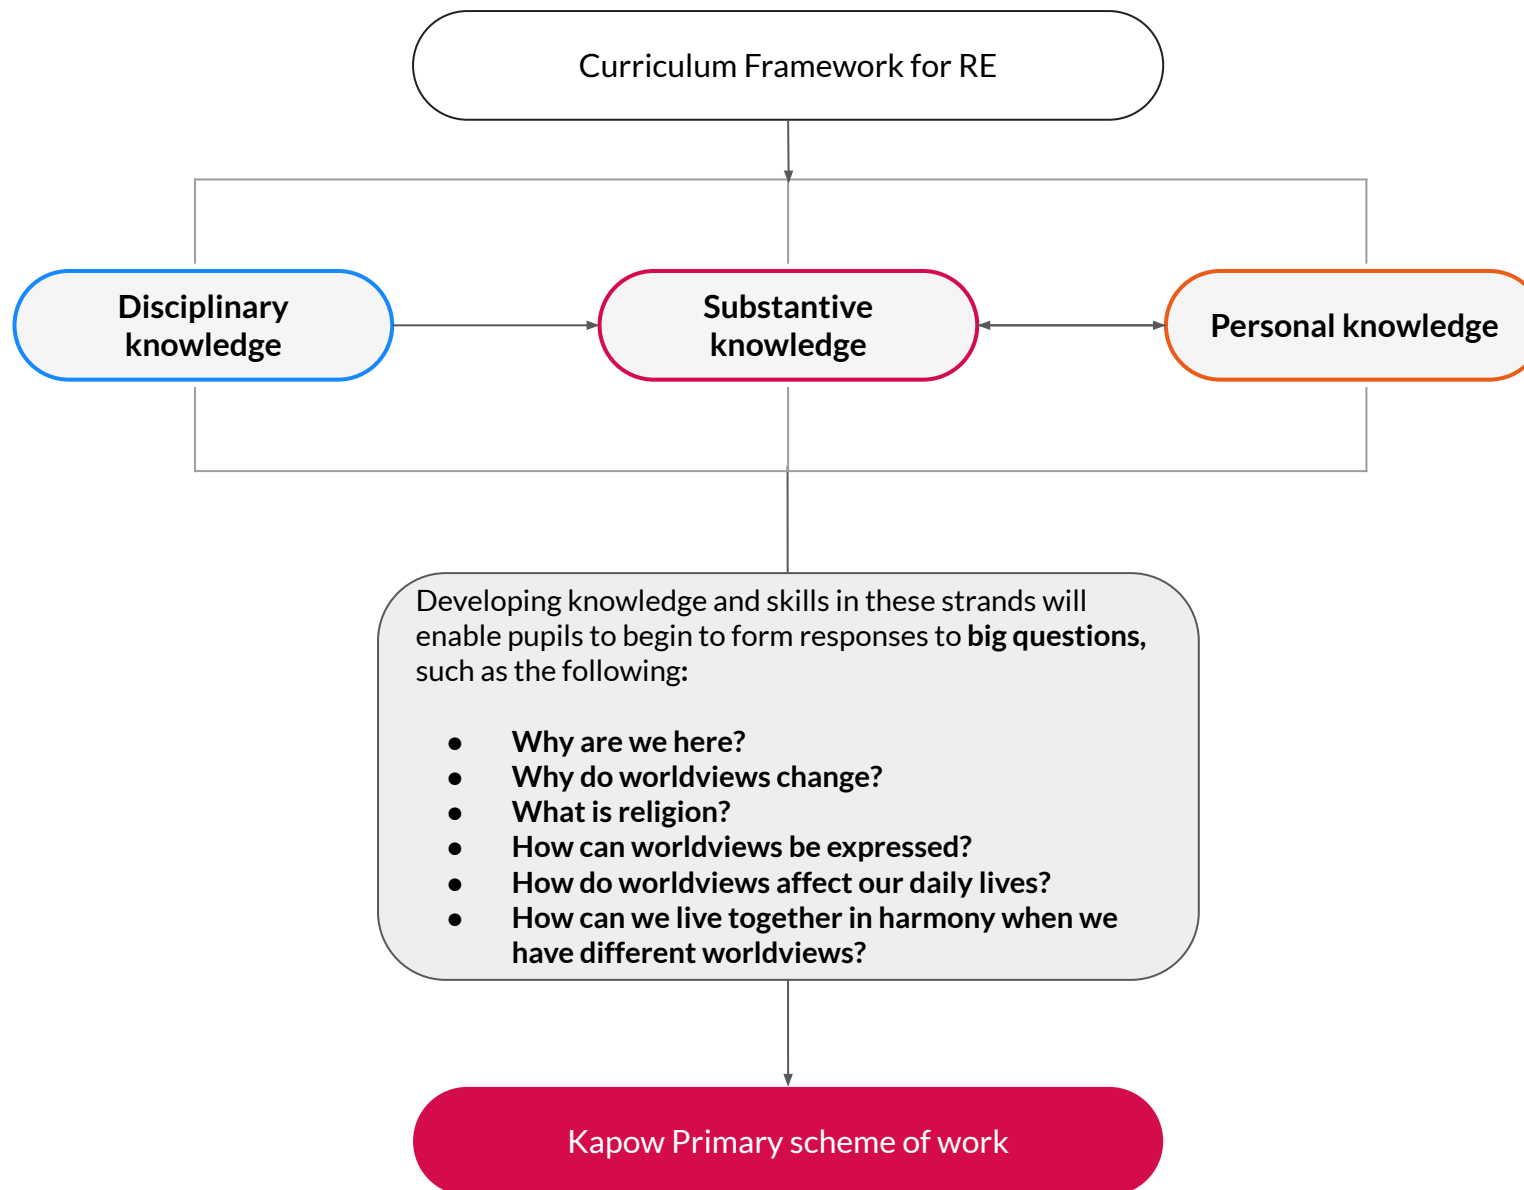 Curriculum Framework for RE
Disciplinary
knowledge
Substantive
knowledge
Personal knowledge
Developing knowledge and skills in these strands will
enable pupils to begin to form responses to big questions,
such as the following:
● Why are we here?
● Why do worldviews change?
● What is religion?
● How can worldviews be expressed?
● How do worldviews affect our daily lives?
● How can we live together in harmony when we
have different worldviews?
Kapow Primary scheme of work